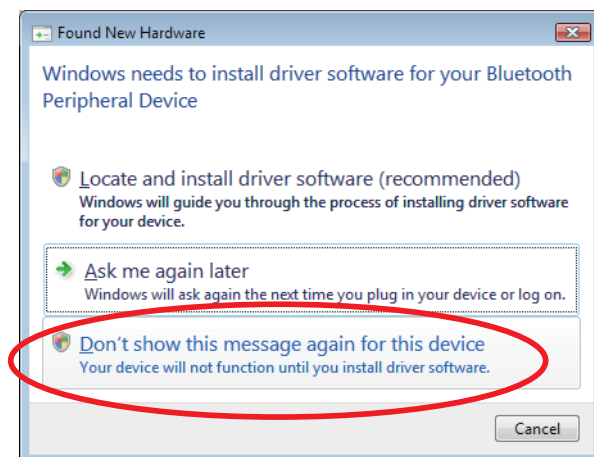 Found New Hardware
Windows needs to install driver software for your Bluetooth
Peripheral Device
Locate and install driver software (recommended)
Windows will guide you through the process of installing driver software
for your device.
Ask me again later
Windows will ask again the next time you plug in your device or log on.
Don't show this message again for this device
Your device will not function until you install driver software.
Cancel